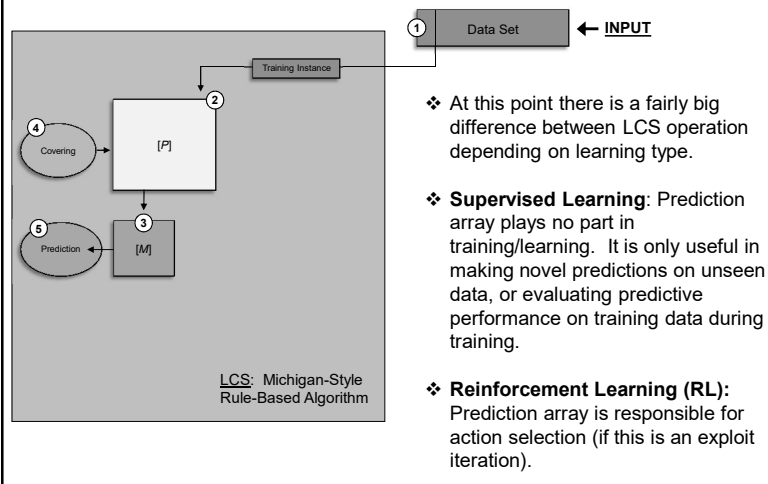 1
Data Set
INPUT
Training Instance
2
4
Covering
[P]
3
5
Prediction
[M]
LCS: Michigan-Style
Rule-Based Algorithm
❖ At this point there is a fairly big
difference between LCS operation
depending on learning type.
❖ Supervised Learning: Prediction
array plays no part in
training/learning. It is only useful in
making novel predictions on unseen
data, or evaluating predictive
performance on training data during
training.
❖ Reinforcement Learning (RL):
Prediction array is responsible for
action selection (if this is an exploit
iteration).